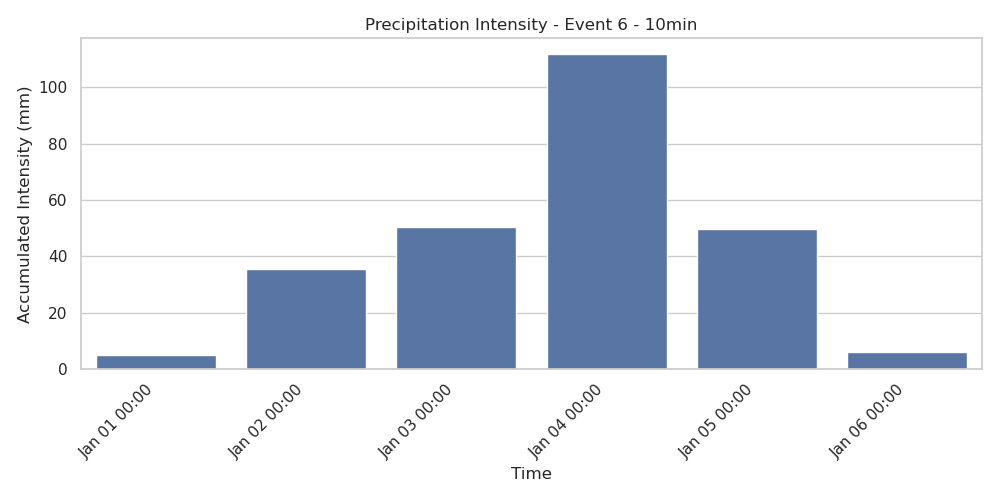 Precipitation Intensity - Event 6 - 10min
Accumulated Intensity (mm)
100
80
60
40
20
0
Jan 01 00:00
Jan 02 00:00
Jan 03 00:00
Jan 04 00:00
Jan 05 00:00
Jan 06 00:00
Time